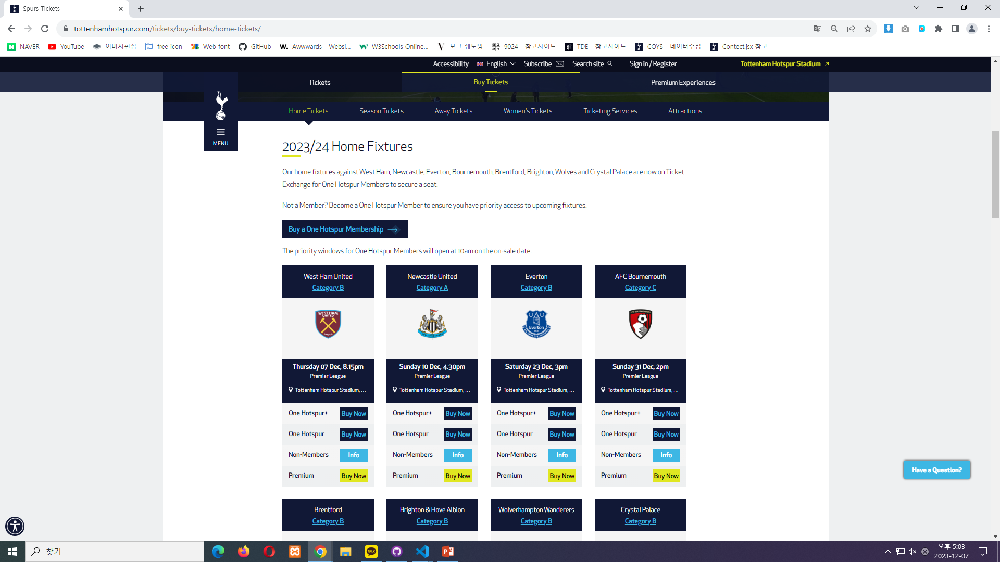 Spurs Tickets
tottenhamhotspur.com/tickets/buy-tickets/home-tickets/
NAVER
YouTube
이미지편집
free icon
Web font
GitHub
Awwwards - Websi...
W3Schools Online...
보그 쉐도잉
9024 - 참고사이트
TDE - 참고사이트
COYS - 데이터수집
Contect.jsx 참고
Accessibility
English
Subscribe
Search site
Sign in / Register
Tottenham Hotspur Stadium
Tickets
Buy Tickets
Premium Experiences
Home Tickets
Season Tickets
Away Tickets
Women's Tickets
Ticketing Services
Attractions
MENU
2023/24 Home Fixtures
Our home fixtures against West Ham, Newcastle, Everton, Bournemouth, Brentford, Brighton, Wolves and Crystal Palace are now on Ticket
Exchange for One Hotspur Members to secure a seat.
Not a Member? Become a One Hotspur Member to ensure you have priority access to upcoming fixtures.
Buy a One Hotspur Membership
The priority windows for One Hotspur Members will open at 10am on the on-sale date.
West Ham United
Category B
WEST HAM
UNITED
LONDON
Thursday 07 Dec, 8.15pm
Premier League
Tottenham Hotspur Stadium, ...
One Hotspur+ Buy Now
One Hotspur Buy Now
Non-Members Info
Premium Buy Now
Newcastle United
Category A
Sunday 10 Dec, 4.30pm
Premier League
Tottenham Hotspur Stadium, ...
One Hotspur+ Buy Now
One Hotspur Buy Now
Non-Members Info
Premium Buy Now
Everton
Category B
Everton
Saturday 23 Dec, 3pm
Premier League
Tottenham Hotspur Stadium, ...
One Hotspur+ Buy Now
One Hotspur Buy Now
Non-Members Info
Premium Buy Now
AFC Bournemouth
Category C
Sunday 31 Dec, 2pm
Premier League
Tottenham Hotspur Stadium, ...
One Hotspur+ Buy Now
One Hotspur Buy Now
Non-Members Info
Premium Buy Now
Have a Question?
Brentford
Category B
Brighton & Hove Albion
Category B
Wolverhampton Wanderers
Category B
Crystal Palace
Category B
찾기
TALK
오후 5:03
2023-12-07